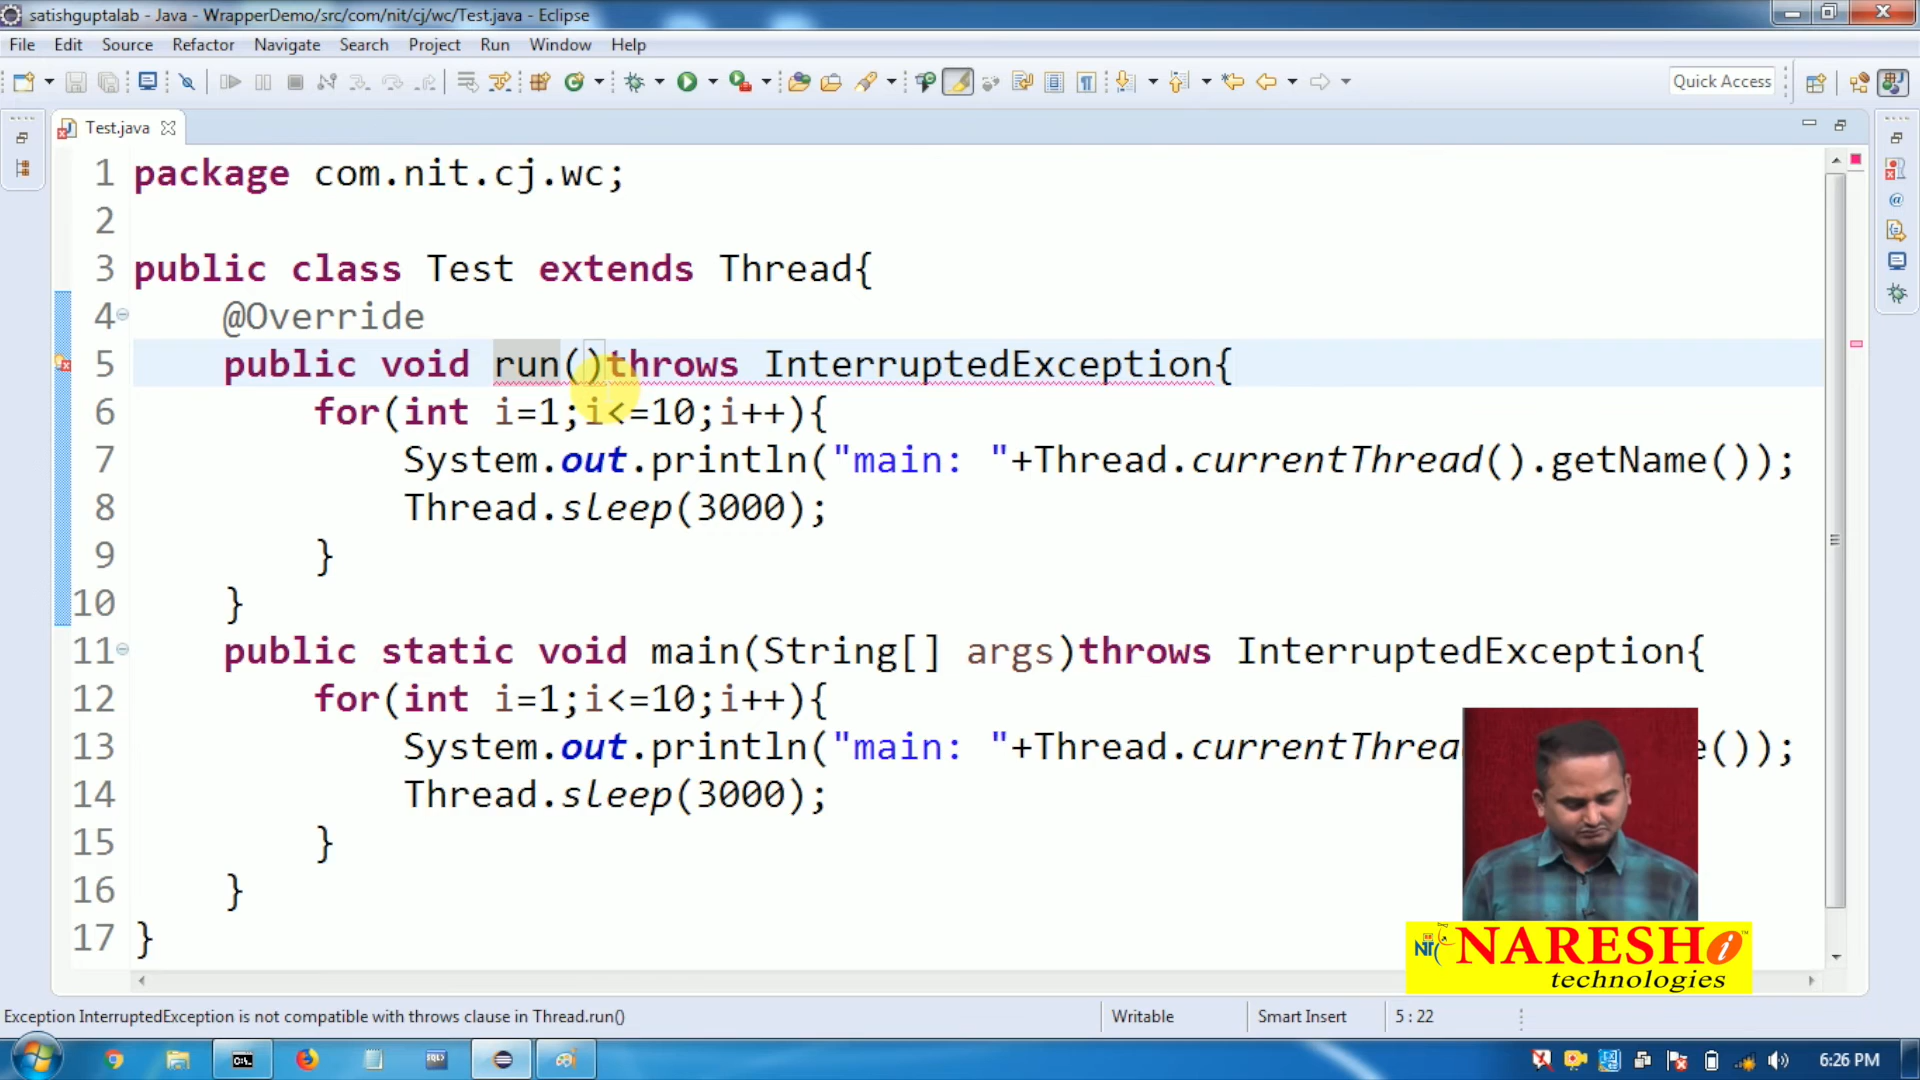 satishguptalab - Java - WrapperDemo/src/com/nit/cj/wc/Test.java - Eclipse
File Edit Source Refactor Navigate Search Project Run Window Help
Quick Access
Test.java
1 package com.nit.cj.wc;
2
3 public class Test extends Thread{
4 @Override
5 public void run()throws InterruptedException{
6 for(int i=1;i<=10;i++){
7 System.out.println("main: "+Thread.currentThread().getName());
8 Thread.sleep(3000);
9 }
10 }
11 public static void main(String[] args)throws InterruptedException{
12 for(int i=1;i<=10;i++){
13 System.out.println("main: "+Thread.currentThrea e());
14 Thread.sleep(3000);
15 }
16 }
17 }
NARESHi
technologies
Exception InterruptedException is not compatible with throws clause in Thread.run()
Writable
Smart Insert
5 : 22
6:26 PM